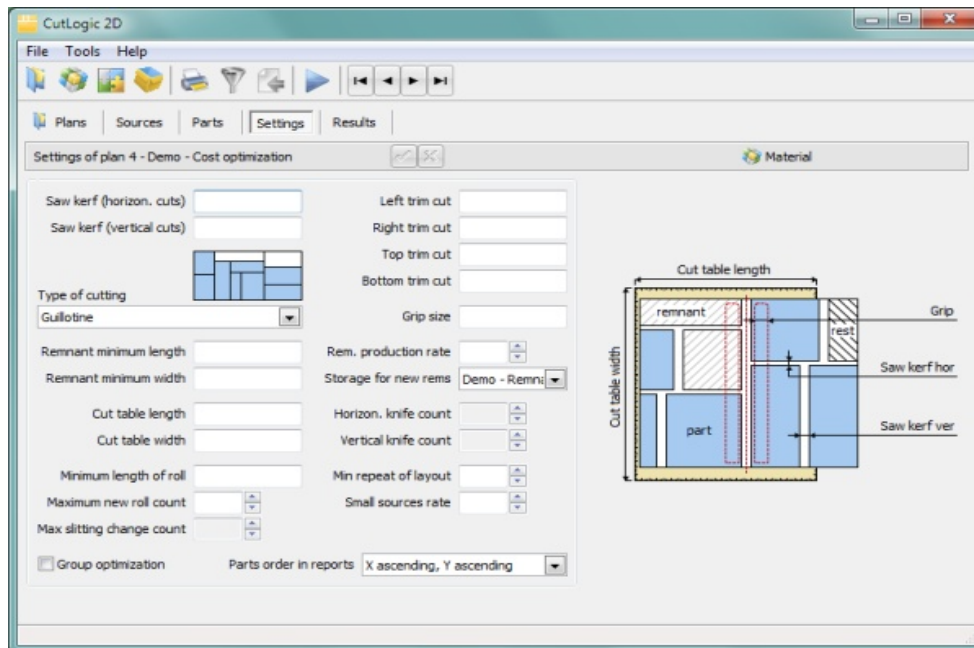 CutLogic 2D
File Tools Help
Plans Sources Parts Settings Results
Settings of plan 4 - Demo - Cost optimization
Material
Saw kerf (horizon. cuts)
Saw kerf (vertical cuts)
Type of cutting
Guillotine
Remnant minimum length
Remnant minimum width
Cut table length
Cut table width
Minimum length of roll
Maximum new roll count
Max slitting change count
Group optimization
Left trim cut
Right trim cut
Top trim cut
Bottom trim cut
Grip size
Rem. production rate
Storage for new rems Demo - Remna
Horizon. knife count
Vertical knife count
Min repeat of layout
Small sources rate
Parts order in reports X ascending, Y ascending
Cut table length
Cut table width
remnant
rest
part
Grip
Saw kerf hor
Saw kerf ver